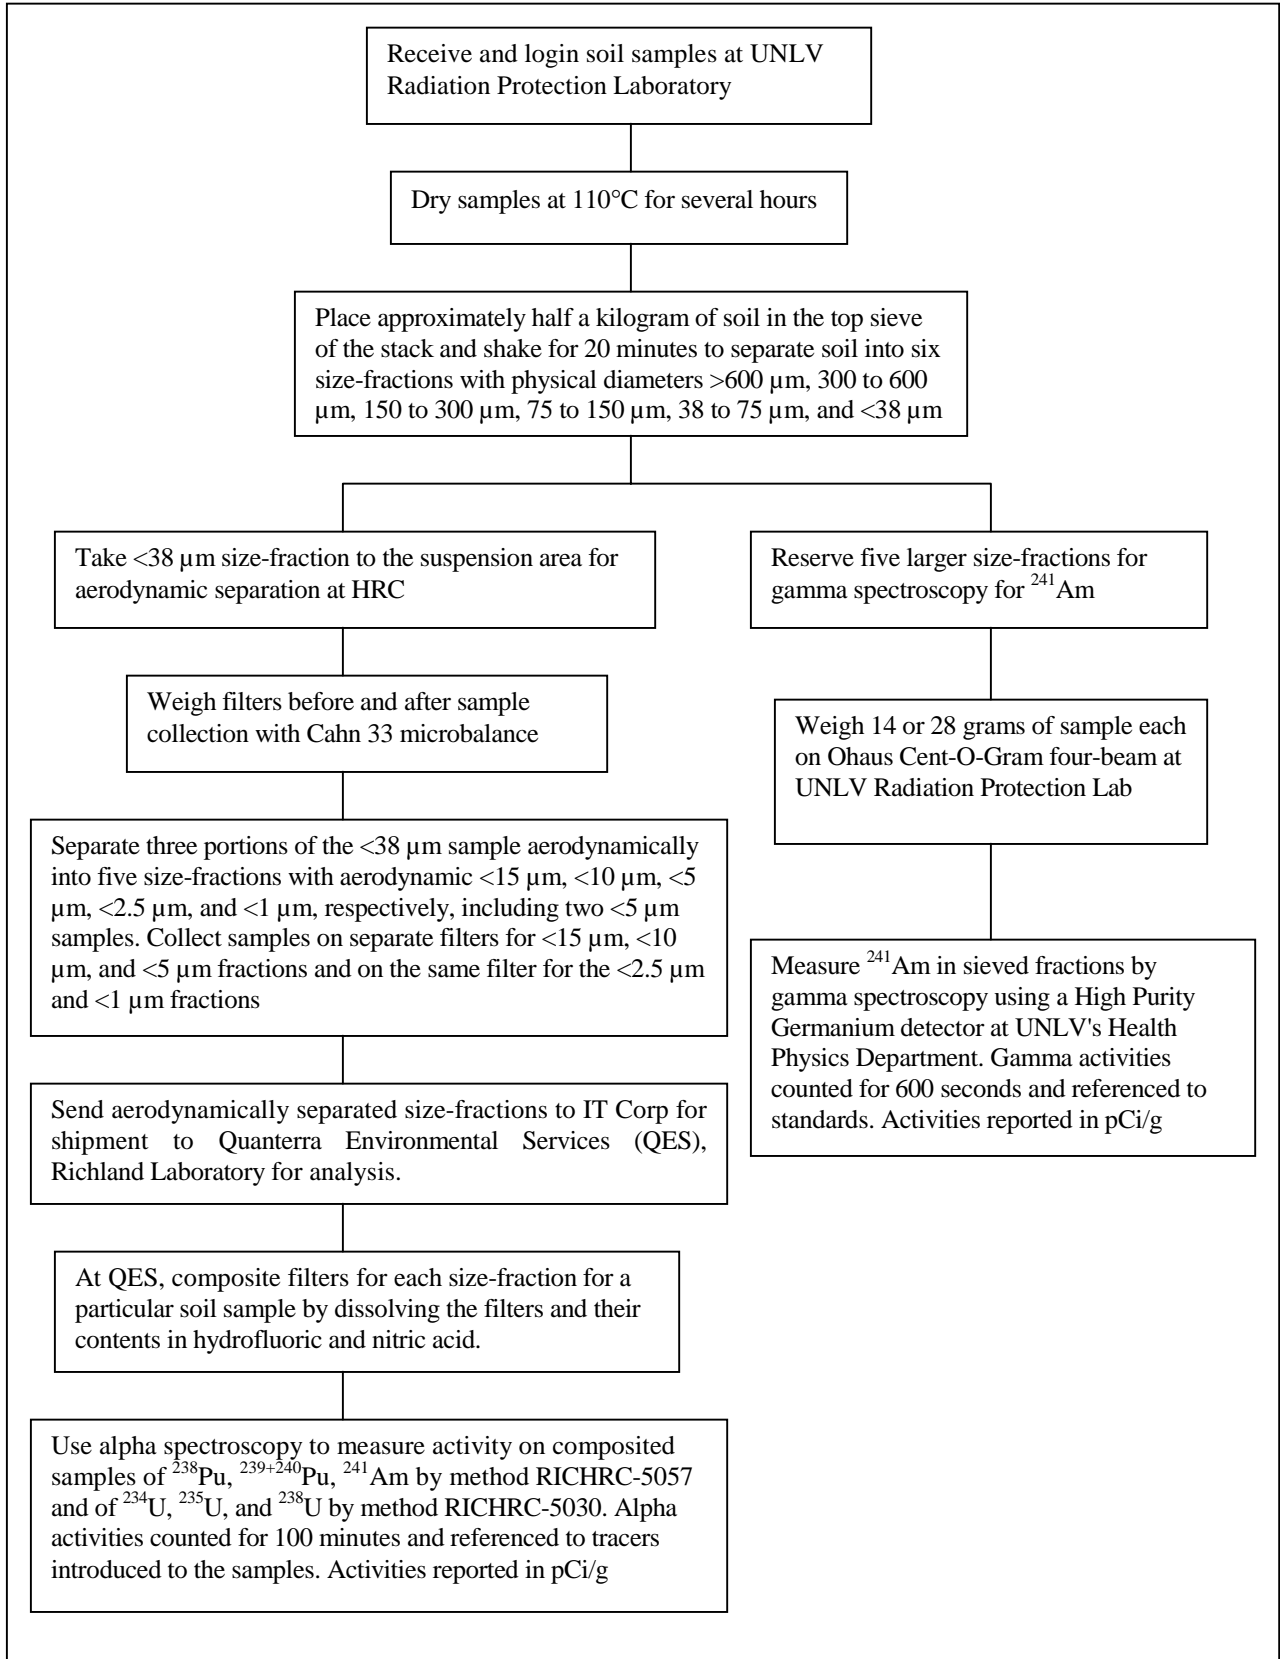 Receive and login soil samples at UNLV
Radiation Protection Laboratory
Dry samples at 110°C for several hours
Place approximately half a kilogram of soil in the top sieve
of the stack and shake for 20 minutes to separate soil into six
size-fractions with physical diameters >600 µm, 300 to 600
µm, 150 to 300 µm, 75 to 150 µm, 38 to 75 µm, and <38 µm
Take <38 µm size-fraction to the suspension area for
aerodynamic separation at HRC
Weigh filters before and after sample
collection with Cahn 33 microbalance
Separate three portions of the <38 µm sample aerodynamically
into five size-fractions with aerodynamic <15 µm, <10 µm, <5
µm, <2.5 µm, and <1 µm, respectively, including two <5 µm
samples. Collect samples on separate filters for <15 µm, <10
µm, and <5 µm fractions and on the same filter for the <2.5 µm
and <1 µm fractions
Send aerodynamically separated size-fractions to IT Corp for
shipment to Quanterra Environmental Services (QES),
Richland Laboratory for analysis.
At QES, composite filters for each size-fraction for a
particular soil sample by dissolving the filters and their
contents in hydrofluoric and nitric acid.
Use alpha spectroscopy to measure activity on composited
samples of ²³⁸Pu, ²³⁹⁺²⁴⁰Pu, ²⁴¹Am by method RICHRC-5057
and of ²³⁴U, ²³⁵U, and ²³⁸U by method RICHRC-5030. Alpha
activities counted for 100 minutes and referenced to tracers
introduced to the samples. Activities reported in pCi/g
Reserve five larger size-fractions for
gamma spectroscopy for ²⁴¹Am
Weigh 14 or 28 grams of sample each
on Ohaus Cent-O-Gram four-beam at
UNLV Radiation Protection Lab
Measure ²⁴¹Am in sieved fractions by
gamma spectroscopy using a High Purity
Germanium detector at UNLV's Health
Physics Department. Gamma activities
counted for 600 seconds and referenced to
standards. Activities reported in pCi/g